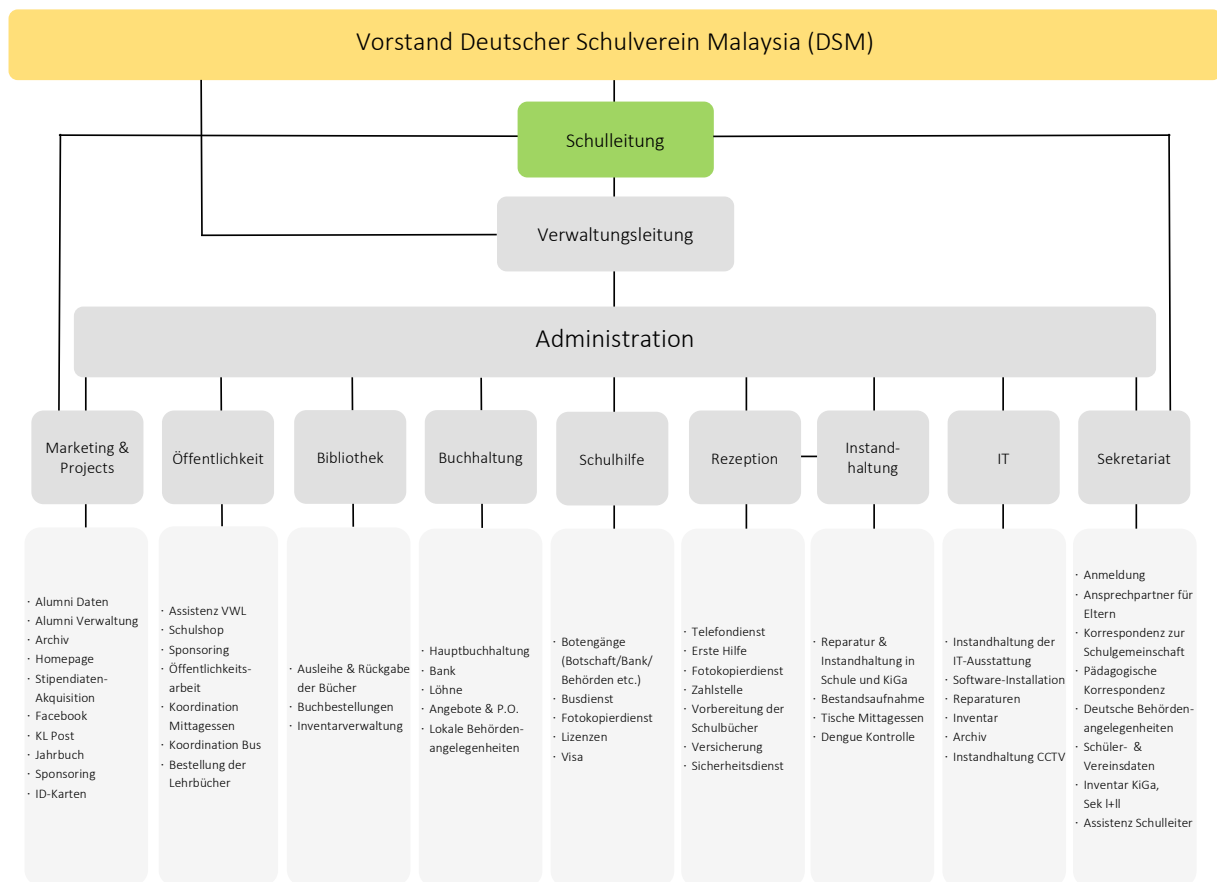 Vorstand Deutscher Schulverein Malaysia (DSM)
Schulleitung
Verwaltungsleitung
Administration
Marketing &
Projects
Öffentlichkeit
Bibliothek
Buchhaltung
Schulhilfe
Rezeption
Instand-
haltung
IT
Sekretariat
· Alumni Daten
· Alumni Verwaltung
· Archiv
· Homepage
· Stipendiaten-
Akquisition
· Facebook
· KL Post
· Jahrbuch
· Sponsoring
· ID-Karten
· Assistenz VWL
· Schulshop
· Sponsoring
· Öffentlichkeits-
arbeit
· Koordination
Mittagessen
· Koordination Bus
· Bestellung der
Lehrbücher
· Ausleihe & Rückgabe
der Bücher
· Buchbestellungen
· Inventarverwaltung
· Hauptbuchhaltung
· Bank
· Löhne
· Angebote & P.O.
· Lokale Behörden-
angelegenheiten
· Botengänge
(Botschaft/Bank/
Behörden etc.)
· Busdienst
· Fotokopierdienst
· Lizenzen
· Visa
· Telefondienst
· Erste Hilfe
· Fotokopierdienst
· Zahlstelle
· Vorbereitung der
Schulbücher
· Versicherung
· Sicherheitsdienst
· Reparatur &
Instandhaltung in
Schule und KiGa
· Bestandsaufnahme
· Tische Mittagessen
· Dengue Kontrolle
· Instandhaltung der
IT-Ausstattung
· Software-Installation
· Reparaturen
· Inventar
· Archiv
· Instandhaltung CCTV
· Anmeldung
· Ansprechpartner für
Eltern
· Korrespondenz zur
Schulgemeinschaft
· Pädagogische
Korrespondenz
· Deutsche Behörden-
angelegenheiten
· Schüler- &
Vereinsdaten
· Inventar KiGa,
Sek l+ll
· Assistenz Schulleiter